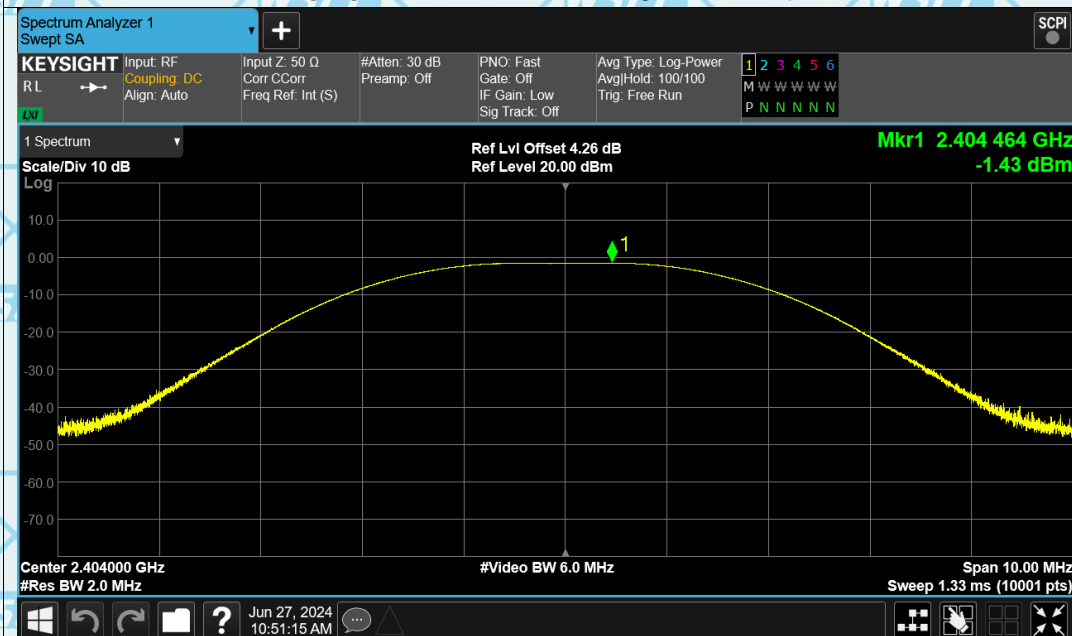 Spectrum Analyzer 1
Swept SA
+
SCPI
KEYSIGHT
RL
LXI
Input: RF
Coupling: DC
Align: Auto
Input Z: 50 Ω
Corr CCorr
Freq Ref: Int (S)
#Atten: 30 dB
Preamp: Off
PNO: Fast
Gate: Off
IF Gain: Low
Sig Track: Off
Avg Type: Log-Power
Avg|Hold: 100/100
Trig: Free Run
1 2 3 4 5 6
M W W W W W W
P N N N N N N
1 Spectrum
Scale/Div 10 dB
Log
Ref Lvl Offset 4.26 dB
Ref Level 20.00 dBm
Mkr1 2.404 464 GHz
-1.43 dBm
1
10.0
0.00
-10.0
-20.0
-30.0
-40.0
-50.0
-60.0
-70.0
Center 2.404000 GHz
#Res BW 2.0 MHz
#Video BW 6.0 MHz
Span 10.00 MHz
Sweep 1.33 ms (10001 pts)
?
Jun 27, 2024
10:51:15 AM